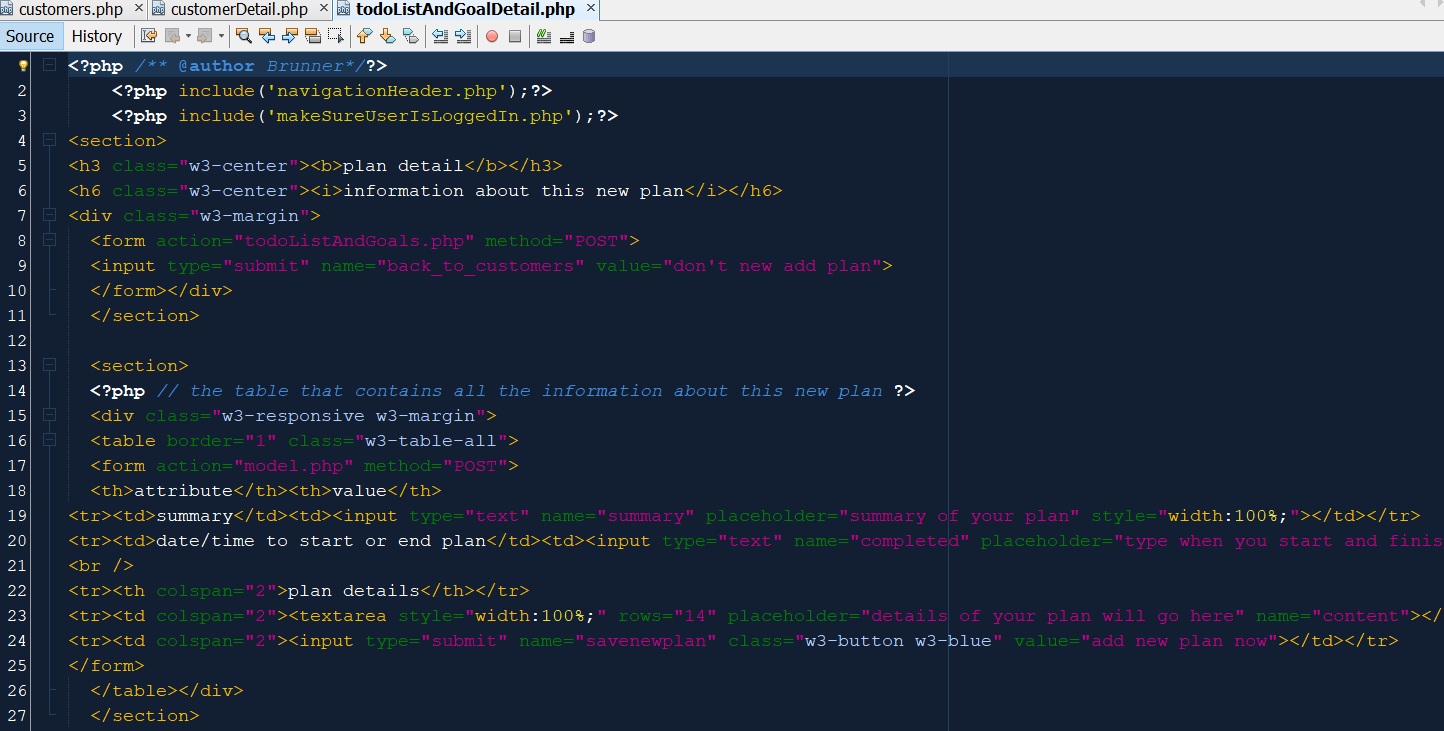 customers.php × customerDetail.php × todoListAndGoalDetail.php ×
Source History
<?php /** @author Brunner*/?>
2 <?php include('navigationHeader.php');?>
3 <?php include('makeSureUserIsLoggedIn.php');?>
4 <section>
5 <h3 class="w3-center"><b>plan detail</b></h3>
6 <h6 class="w3-center"><i>information about this new plan</i></h6>
7 <div class="w3-margin">
8 <form action="todoListAndGoals.php" method="POST">
9 <input type="submit" name="back_to_customers" value="don't new add plan">
10 </form></div>
11 </section>
12
13 <section>
14 <?php // the table that contains all the information about this new plan ?>
15 <div class="w3-responsive w3-margin">
16 <table border="1" class="w3-table-all">
17 <form action="model.php" method="POST">
18 <th>attribute</th><th>value</th>
19 <tr><td>summary</td><td><input type="text" name="summary" placeholder="summary of your plan" style="width:100%;"></td></tr>
20 <tr><td>date/time to start or end plan</td><td><input type="text" name="completed" placeholder="type when you start and finis
21 <br />
22 <tr><th colspan="2">plan details</th></tr>
23 <tr><td colspan="2"><textarea style="width:100%;" rows="14" placeholder="details of your plan will go here" name="content"></
24 <tr><td colspan="2"><input type="submit" name="savenewplan" class="w3-button w3-blue" value="add new plan now"></td></tr>
25 </form>
26 </table></div>
27 </section>